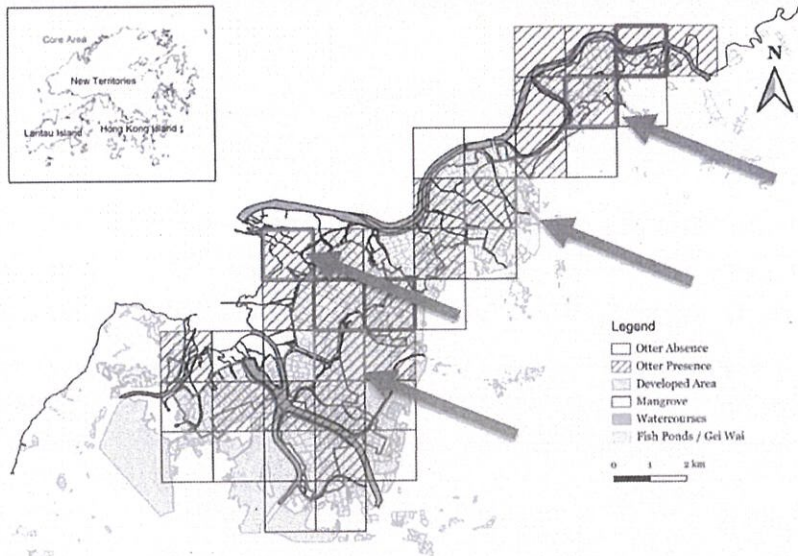 Core Area
New Territories
Lantau Island
Hong Kong Island
N
Legend
Otter Absence
Otter Presence
Developed Area
Mangrove
Watercourses
Fish Ponds / Gei Wai
0 1 2 km